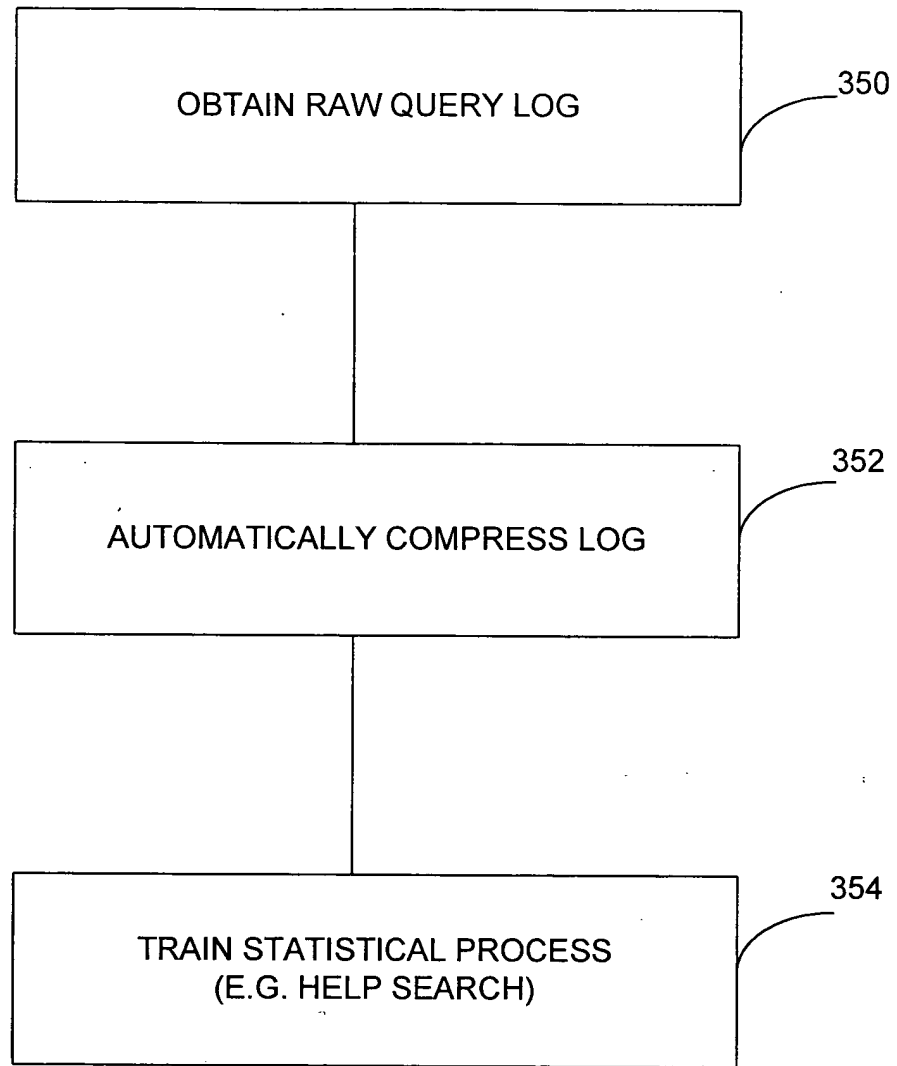 OBTAIN RAW QUERY LOG
350
AUTOMATICALLY COMPRESS LOG
352
TRAIN STATISTICAL PROCESS
(E.G. HELP SEARCH)
354